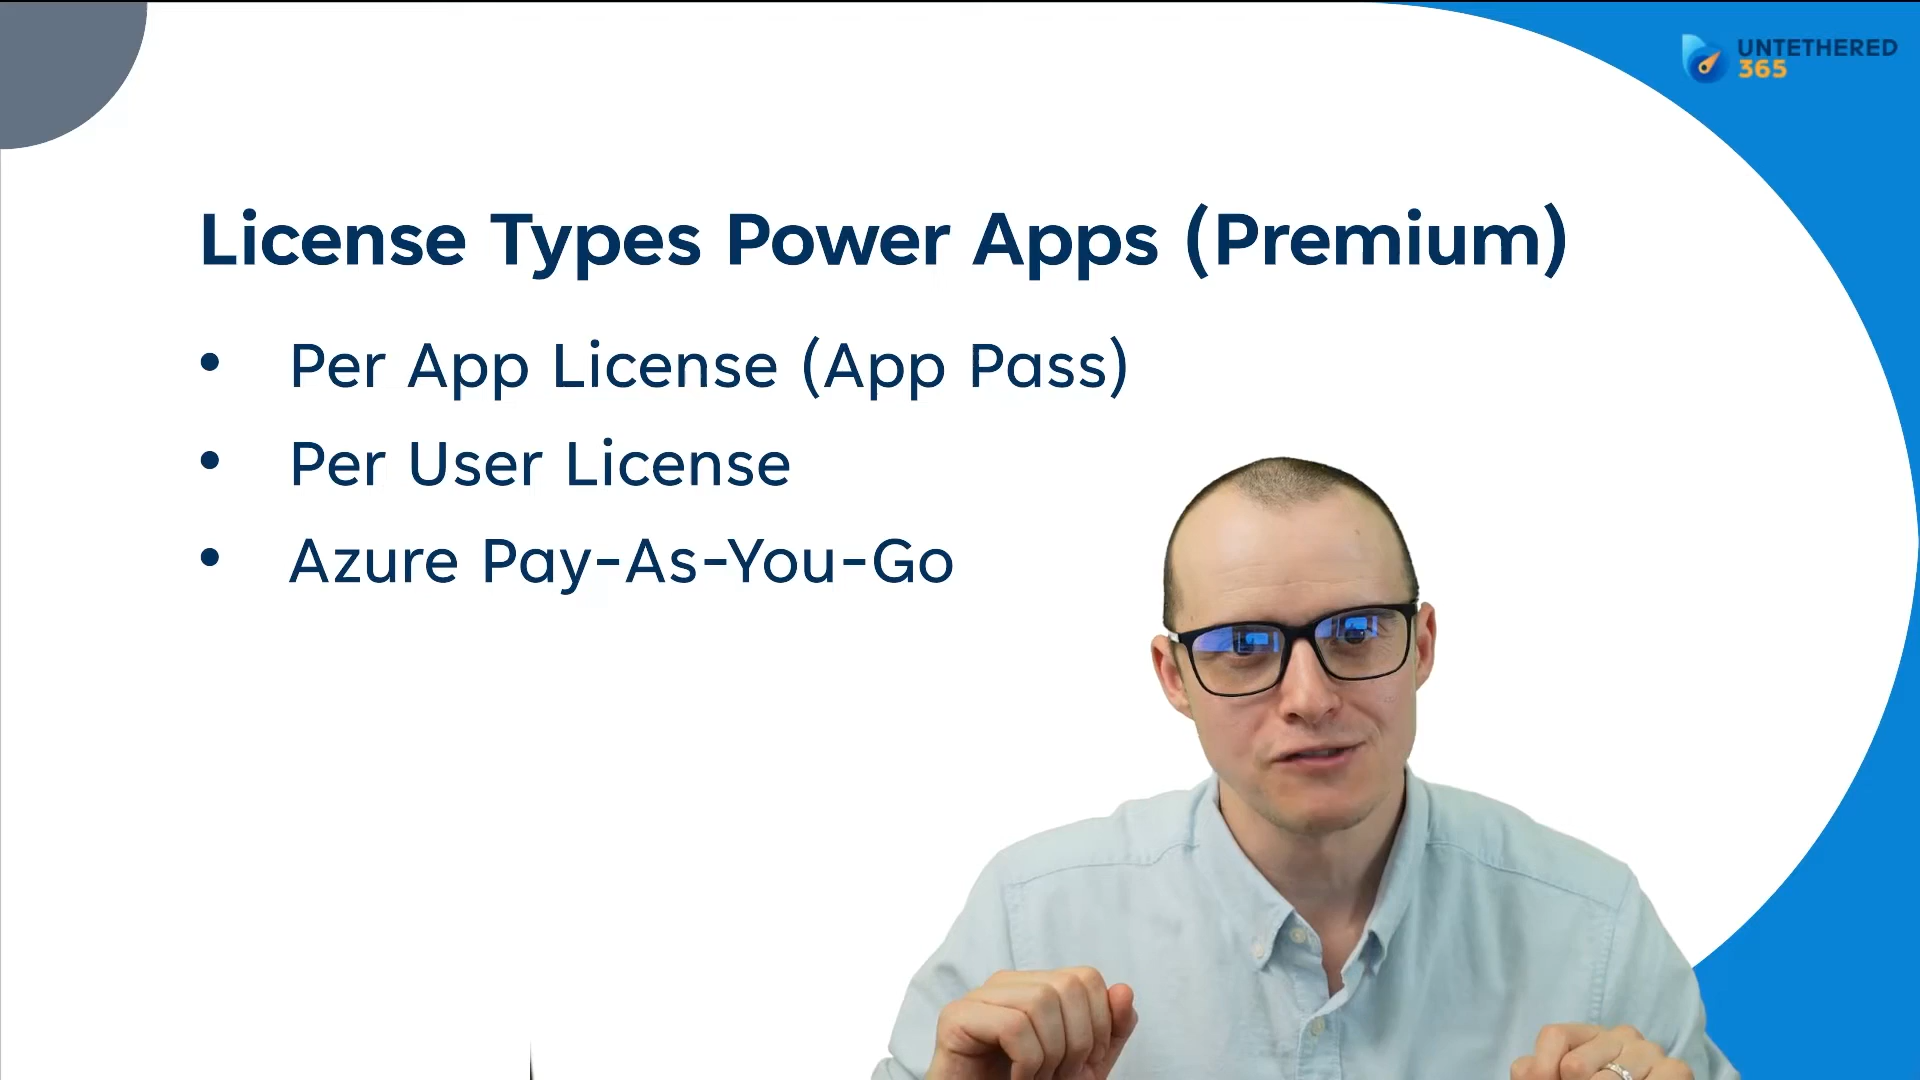 UNTETHERED
365
License Types Power Apps (Premium)
• Per App License (App Pass)
• Per User License
• Azure Pay-As-You-Go